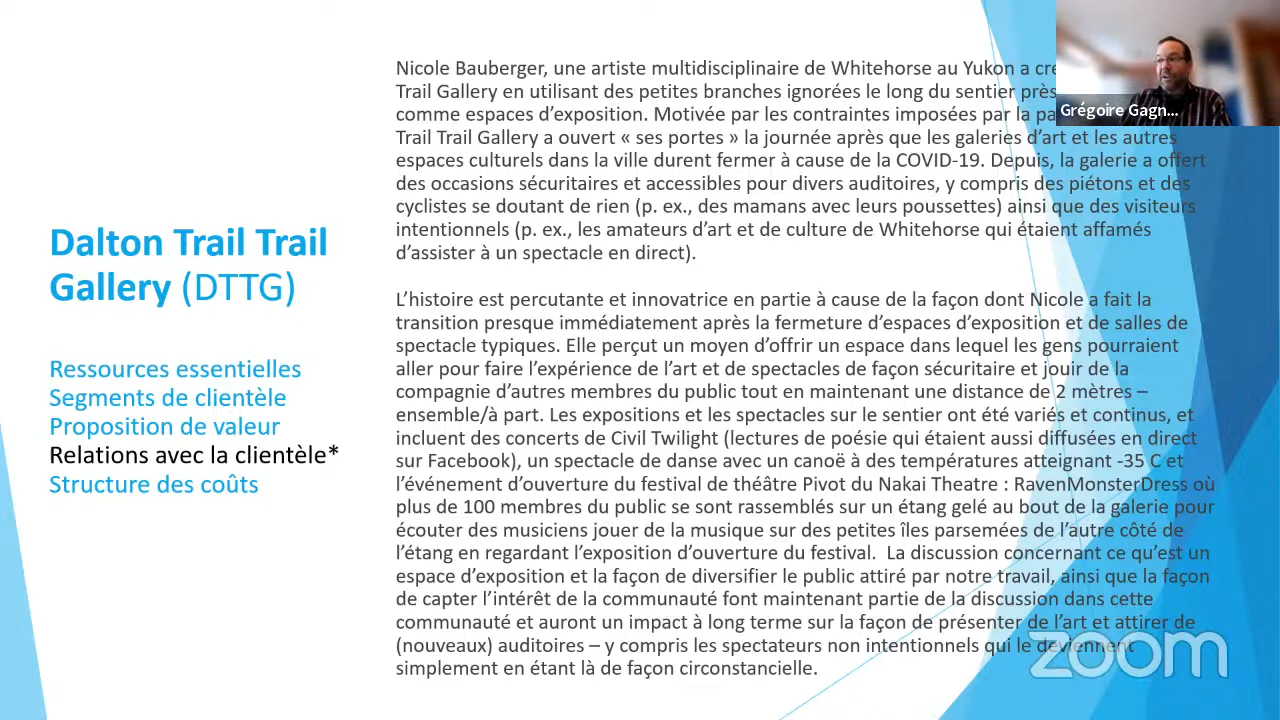 Dalton Trail Trail
Gallery (DTTG)
Ressources essentielles
Segments de clientèle
Proposition de valeur
Relations avec la clientèle*
Structure des coûts
Nicole Bauberger, une artiste multidisciplinaire de Whitehorse au Yukon a
Trail Gallery en utilisant des petites branches ignorées le long du sentier près
comme espaces d’exposition. Motivée par les contraintes imposées par la
Trail Trail Gallery a ouvert « ses portes » la journée après que les galeries d’art et les autres
espaces culturels dans la ville durent fermer à cause de la COVID-19. Depuis, la galerie a offert
des occasions sécuritaires et accessibles pour divers auditoires, y compris des piétons et des
cyclistes se doutant de rien (p. ex., des mamans avec leurs poussettes) ainsi que des visiteurs
intentionnels (p. ex., les amateurs d’art et de culture de Whitehorse qui étaient affamés
d’assister à un spectacle en direct).
L’histoire est percutante et innovatrice en partie à cause de la façon dont Nicole a fait la
transition presque immédiatement après la fermeture d’espaces d’exposition et de salles de
spectacle typiques. Elle perçut un moyen d’offrir un espace dans lequel les gens pourraient
aller pour faire l’expérience de l’art et de spectacles de façon sécuritaire et jouir de la
compagnie d’autres membres du public tout en maintenant une distance de 2 mètres –
ensemble/à part. Les expositions et les spectacles sur le sentier ont été variés et continus, et
incluent des concerts de Civil Twilight (lectures de poésie qui étaient aussi diffusées en direct
sur Facebook), un spectacle de danse avec un canoë à des températures atteignant -35 C et
l’événement d’ouverture du festival de théâtre Pivot du Nakai Theatre : RavenMonsterDress où
plus de 100 membres du public se sont rassemblés sur un étang gelé au bout de la galerie pour
écouter des musiciens jouer de la musique sur des petites îles parsemées de l’autre côté de
l’étang en regardant l’exposition d’ouverture du festival.  La discussion concernant ce qu’est un
espace d’exposition et la façon de diversifier le public attiré par notre travail, ainsi que la façon
de capter l’intérêt de la communauté font maintenant partie de la discussion dans cette
communauté et auront un impact à long terme sur la façon de présenter de l’art et attirer de
(nouveaux) auditoires – y compris les spectateurs non intentionnels qui le deviennent
simplement en étant là de façon circonstancielle.
Grégoire Gagn...
zoom